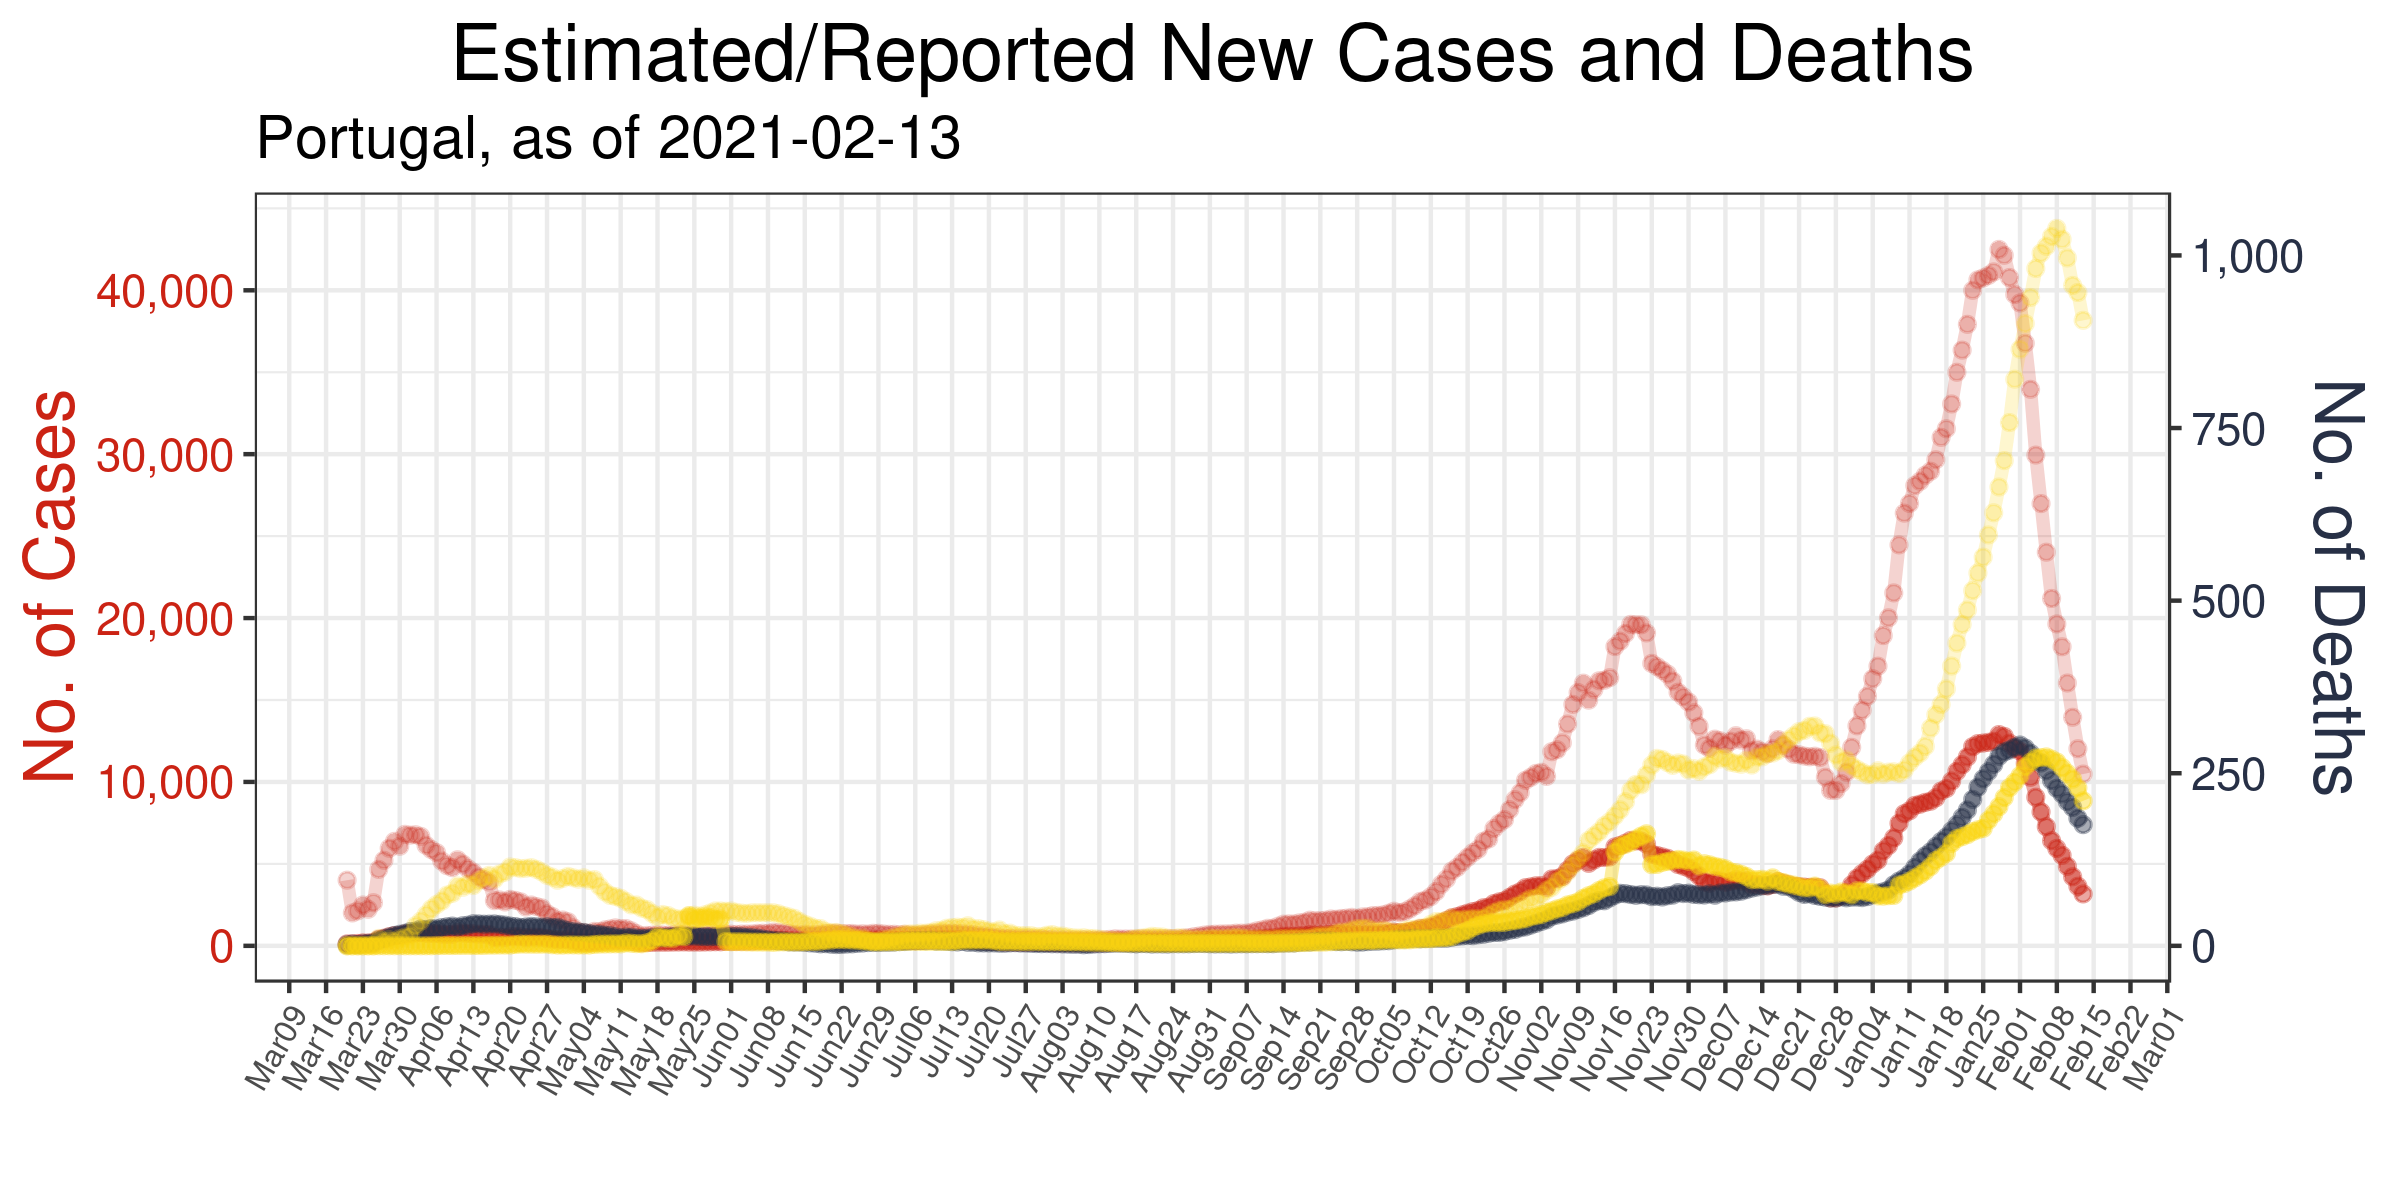 Estimated/Reported New Cases and Deaths
Portugal, as of 2021-02-13
No. of Cases
40,000
30,000
20,000
10,000
0
1,000
750
500
250
0
No. of Deaths
Mar09
Mar16
Mar23
Mar30
Apr06
Apr13
Apr20
Apr27
May04
May11
May18
May25
Jun01
Jun08
Jun15
Jun22
Jun29
Jul06
Jul13
Jul20
Jul27
Aug03
Aug10
Aug17
Aug24
Aug31
Sep07
Sep14
Sep21
Sep28
Oct05
Oct12
Oct19
Oct26
Nov02
Nov09
Nov16
Nov23
Nov30
Dec07
Dec14
Dec21
Dec28
Jan04
Jan11
Jan18
Jan25
Feb01
Feb08
Feb15
Feb22
Mar01